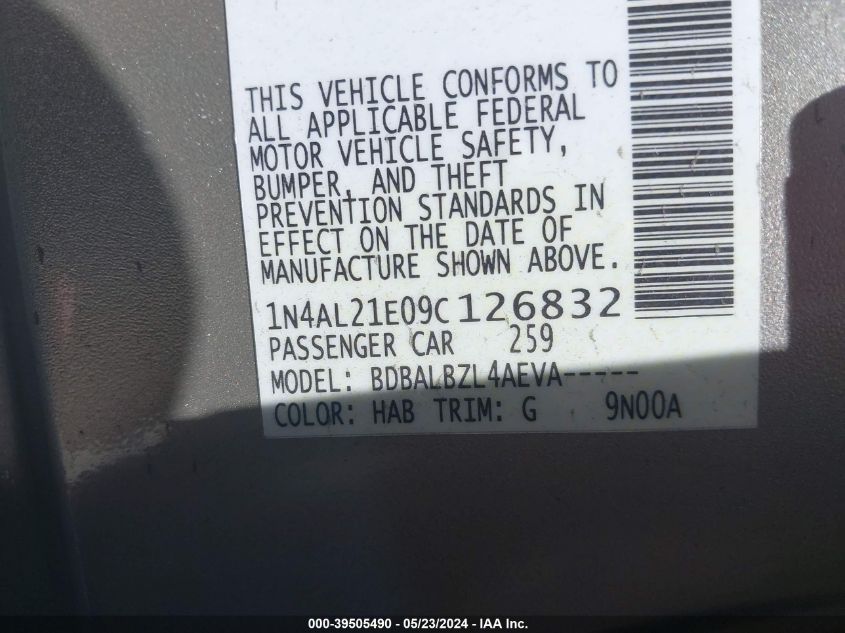 THIS VEHICLE CONFORMS TO
ALL APPLICABLE FEDERAL
MOTOR VEHICLE SAFETY,
BUMPER, AND THEFT
PREVENTION STANDARDS IN
EFFECT ON THE DATE OF
MANUFACTURE SHOWN ABOVE.
1N4AL21E09C126832
PASSENGER CAR 259
MODEL: BDBALBZL4AEVA-----
COLOR: HAB TRIM: G 9N00A
000-39505490 - 05/23/2024 - IAA Inc.